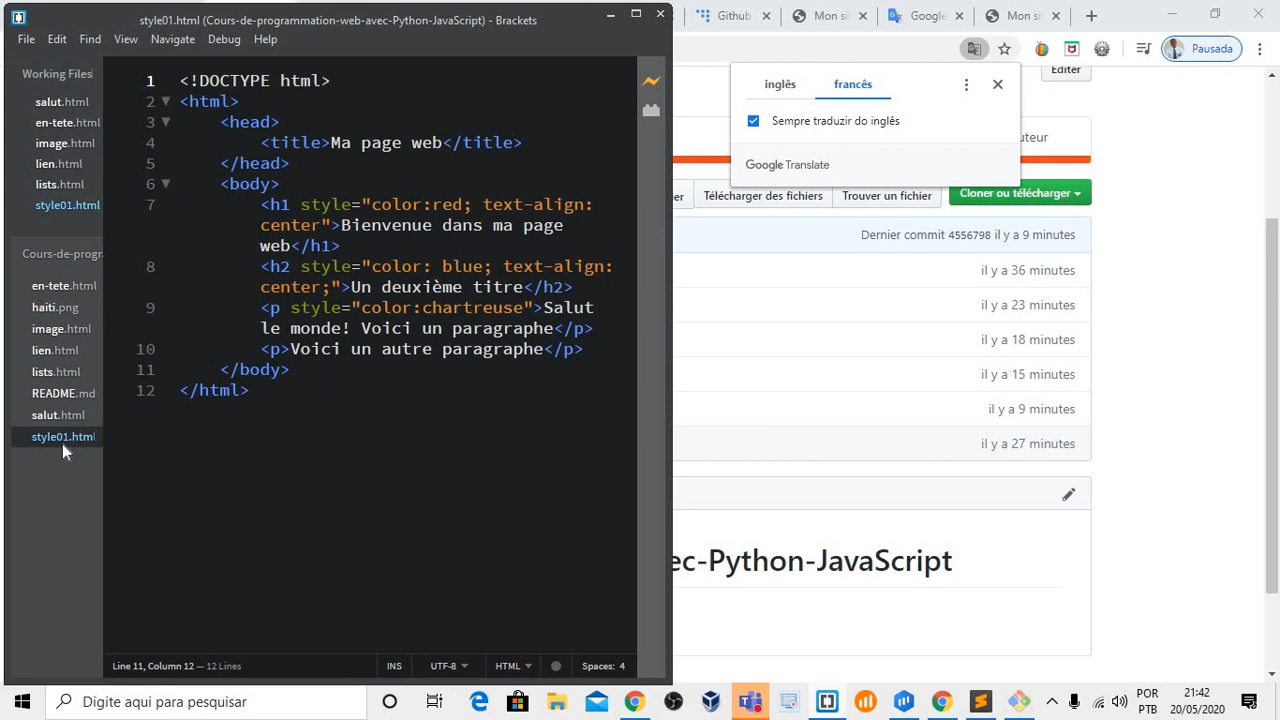 style01.html (Cours-de-programmation-web-avec-Python-JavaScript) - Brackets
File Edit Find View Navigate Debug Help
Working Files
salut.html
en-tete.html
image.html
lien.html
lists.html
style01.html
Cours-de-progra
en-tete.html
haiti.png
image.html
lien.html
lists.html
README.md
salut.html
style01.html
1 <!DOCTYPE html>
2 <html>
3 <head>
4 <title>Ma page web</title>
5 </head>
6 <body>
7 <h1 style="color:red; text-align:
center">Bienvenue dans ma page
web</h1>
8 <h2 style="color: blue; text-align:
center;">Un deuxième titre</h2>
9 <p style="color:chartreuse">Salut
le monde! Voici un paragraphe</p>
10 <p>Voici un autre paragraphe</p>
11 </body>
12 </html>
Line 11, Column 12 — 12 Lines
INS UTF-8 HTML Spaces: 4
Github Mon sit Google Mon sit
Pausada
Editer
inglês francês
Sempre traduzir do inglês
Google Translate
uteur
er Télécharger des fichiers Trouver un fichier Cloner ou télécharger
Dernier commit 4556798 il y a 9 minutes
il y a 36 minutes
il y a 23 minutes
il y a 18 minutes
il y a 15 minutes
il y a 9 minutes
il y a 27 minutes
ec-Python-JavaScript
Digite aqui para pesquisar
POR
PTB
21:42
20/05/2020